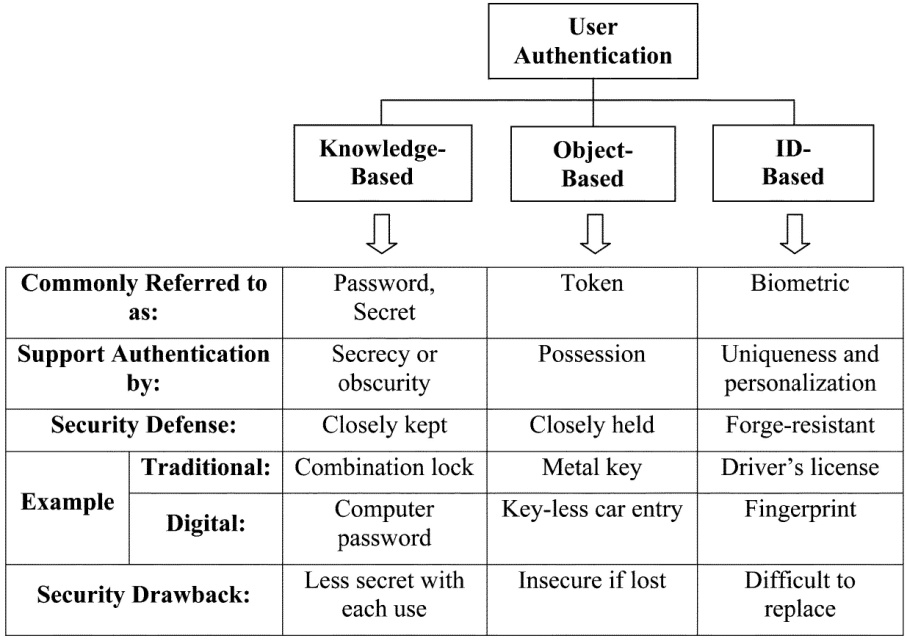 User
Authentication
Knowledge-
Based
Object-
Based
ID-
Based
Commonly Referred to
as:
Password,
Secret
Token
Biometric
Support Authentication
by:
Secrecy or
obscurity
Possession
Uniqueness and
personalization
Security Defense:
Closely kept
Closely held
Forge-resistant
Example
Traditional:
Combination lock
Metal key
Driver's license
Digital:
Computer
password
Key-less car entry
Fingerprint
Security Drawback:
Less secret with
each use
Insecure if lost
Difficult to
replace